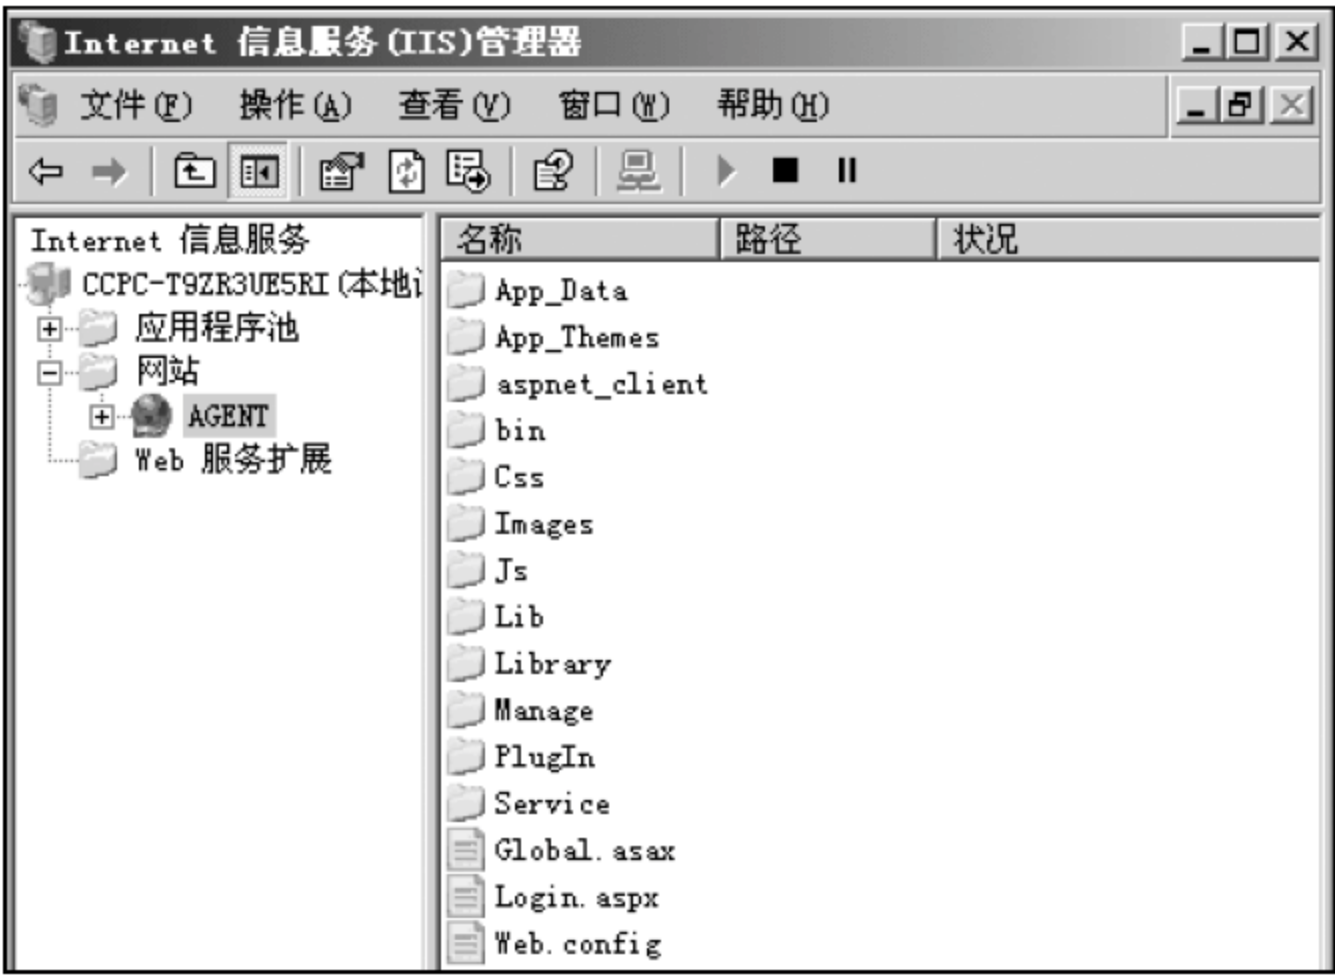 Internet 信息服务(IIS)管理器
文件(F) 操作(A) 查看(V) 窗口(W) 帮助(H)
Internet 信息服务
CCPC-T9ZR3UE5RI(本地
应用程序池
网站
AGENT
Web 服务扩展
名称 路径 状况
App_Data
App_Themes
aspnet_client
bin
Css
Images
Js
Lib
Library
Manage
PlugIn
Service
Global.asax
Login.aspx
Web.config